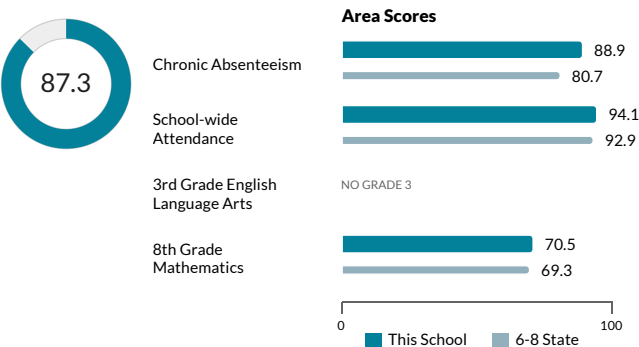 87.3
Area Scores
Chronic Absenteeism
88.9
80.7
School-wide
Attendance
94.1
92.9
3rd Grade English
Language Arts
NO GRADE 3
8th Grade
Mathematics
70.5
69.3
0
100
This School
6-8 State